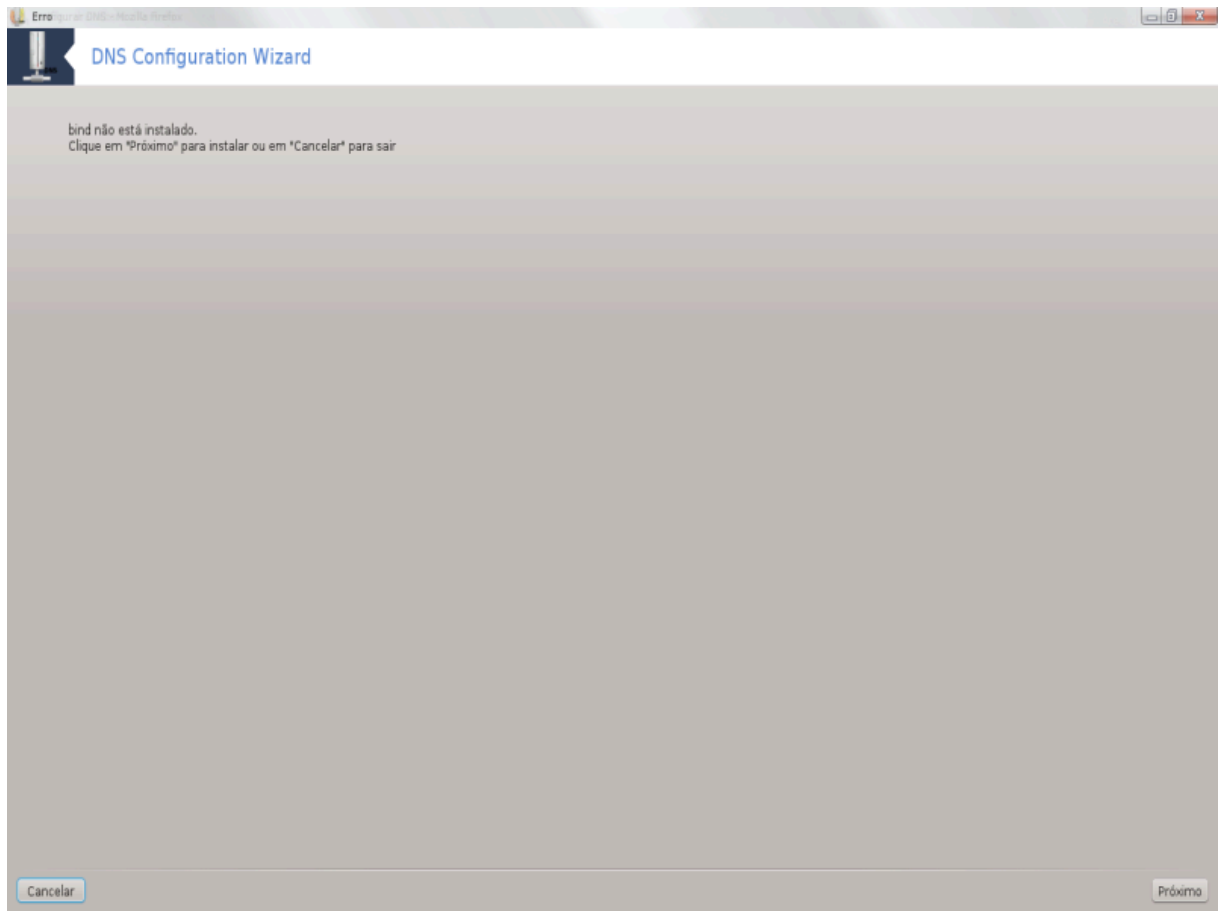 Erro
DNS Configuration Wizard
bind não está instalado.
Clique em "Próximo" para instalar ou em "Cancelar" para sair
Cancelar
Próximo